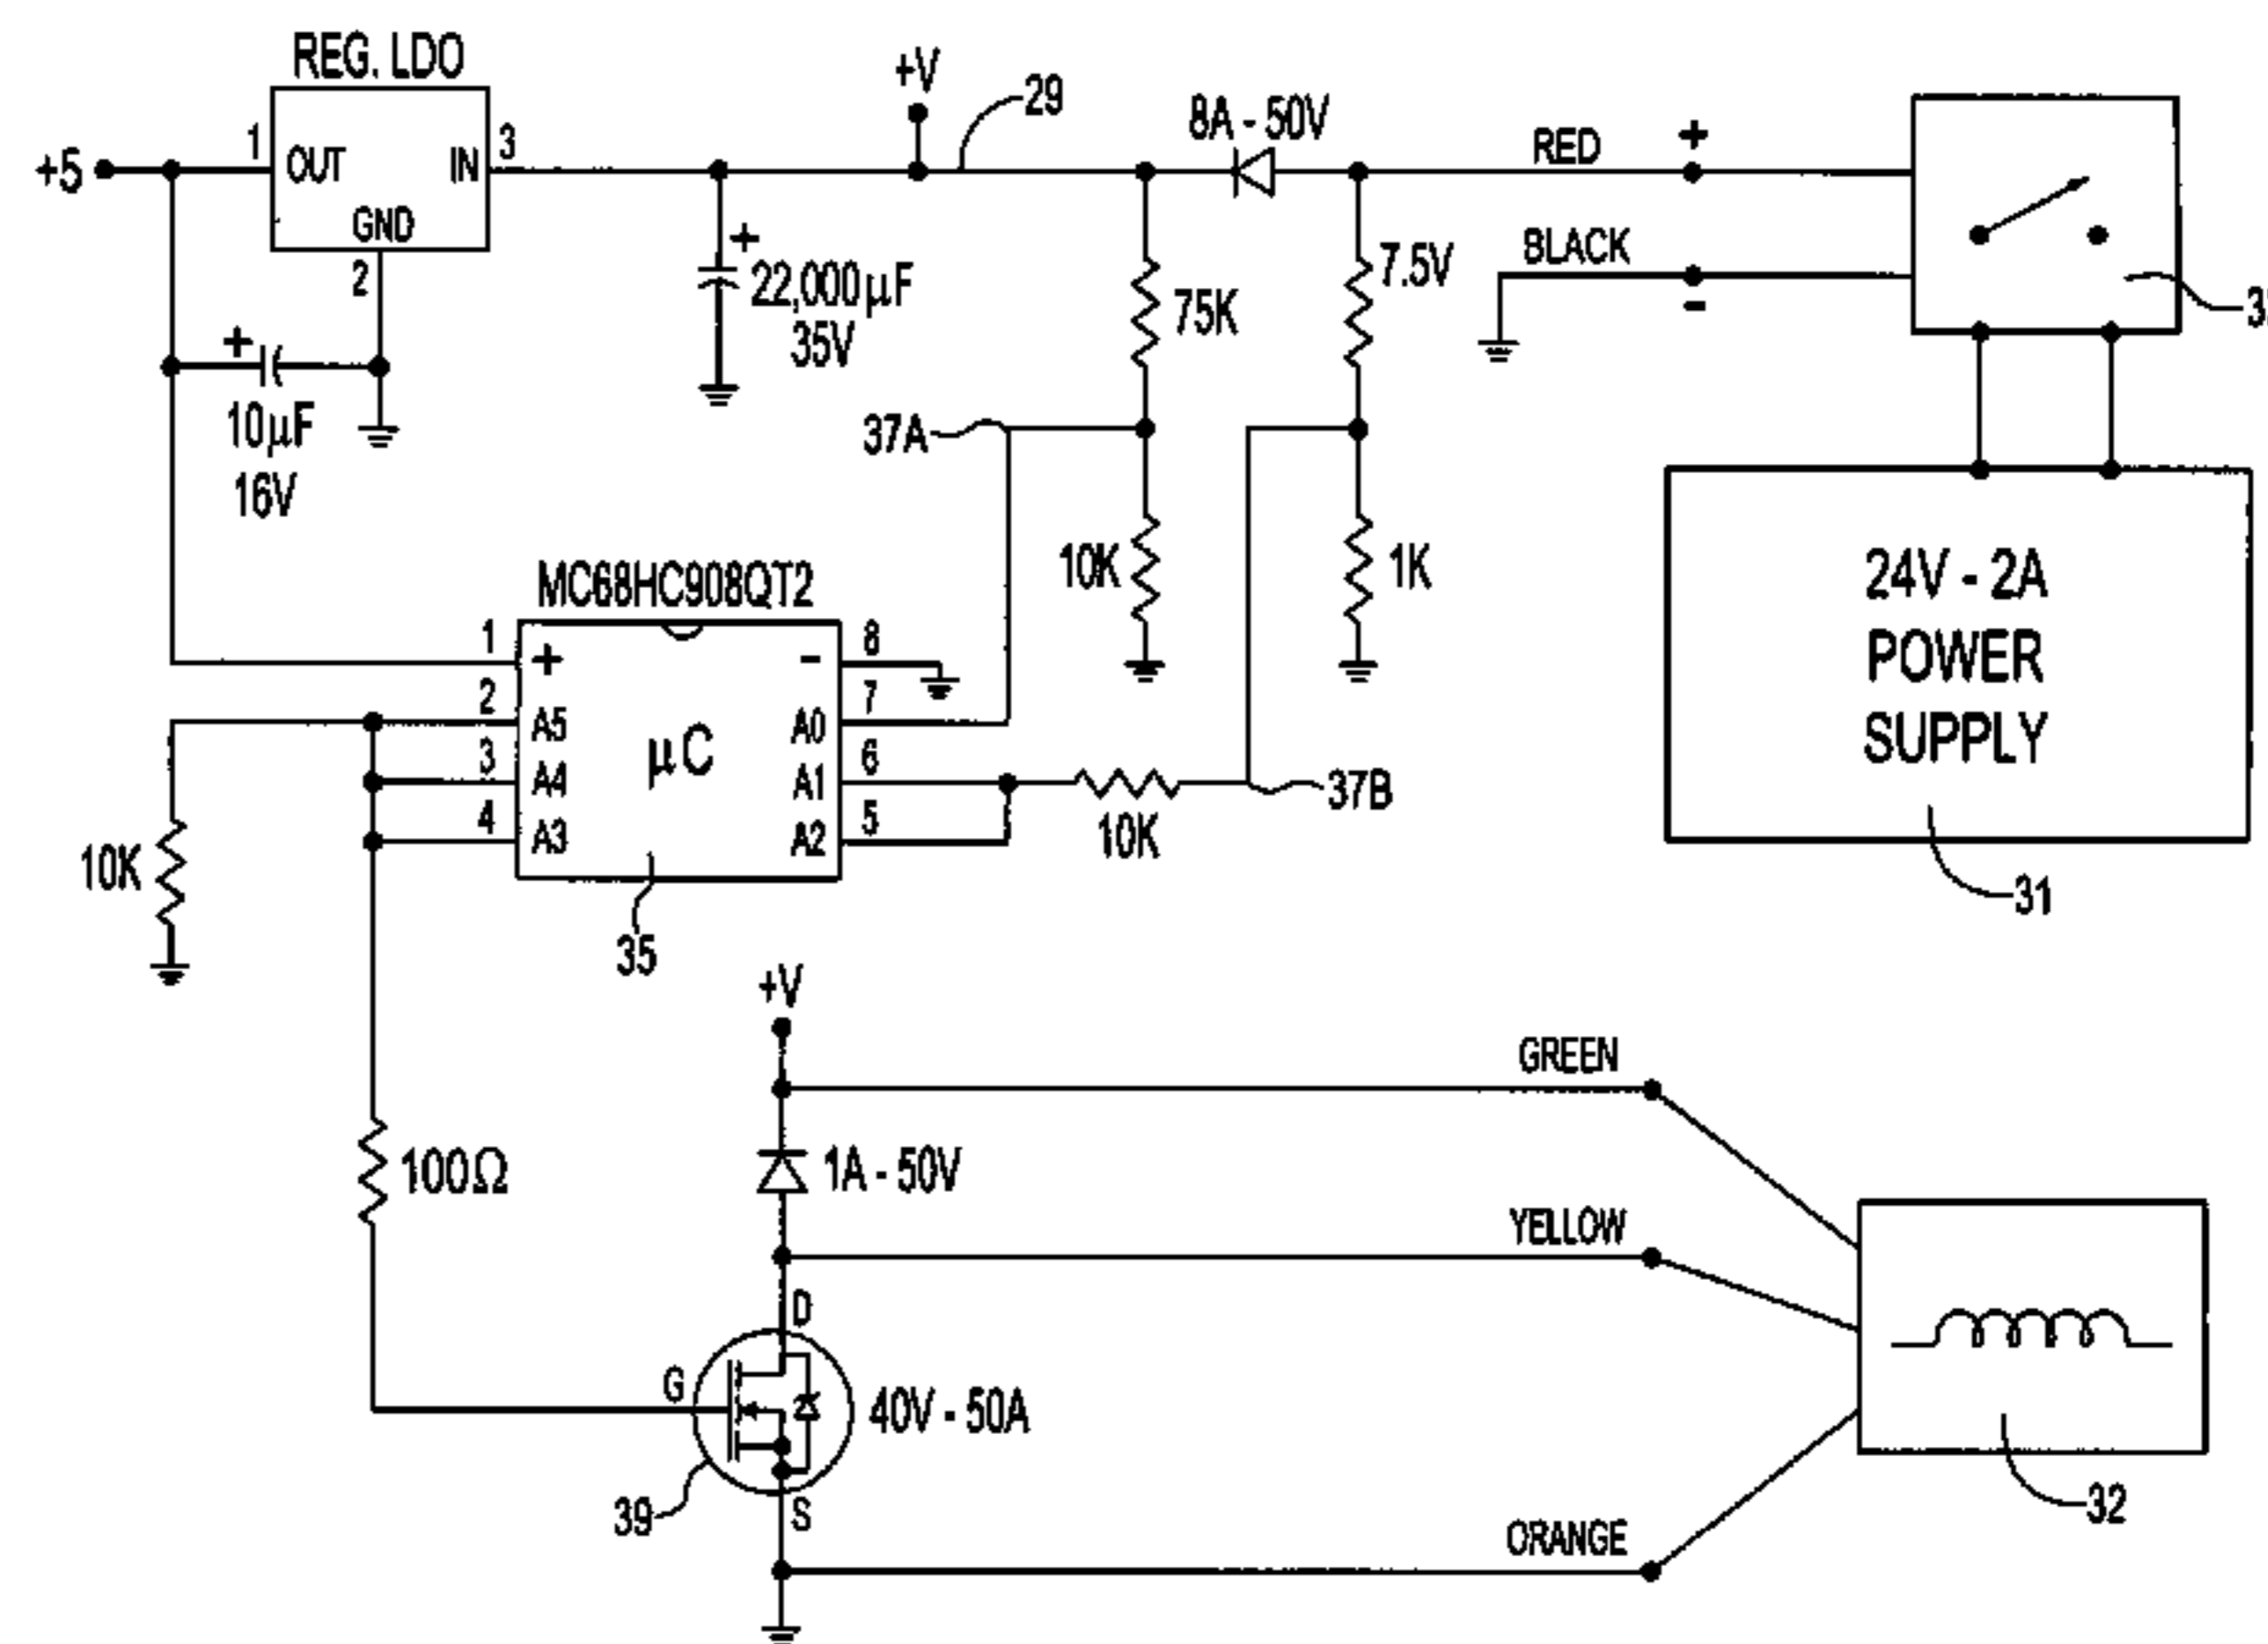 REG. LDO
+5
1
OUT
IN
3
GND
2
+
10µF
16V
+V
29
+
22,000µF
35V
8A - 50V
RED
+
BLACK
-
75K
7.5V
37A
10K
1K
24V - 2A
POWER
SUPPLY
31
MC68HC908QT2
1
+
-
8
2
A5
A0
7
3
A4
µC
A1
6
4
A3
A2
5
10K
37B
10K
35
100Ω
+V
GREEN
1A - 50V
YELLOW
D
G
40V - 50A
39
S
ORANGE
32